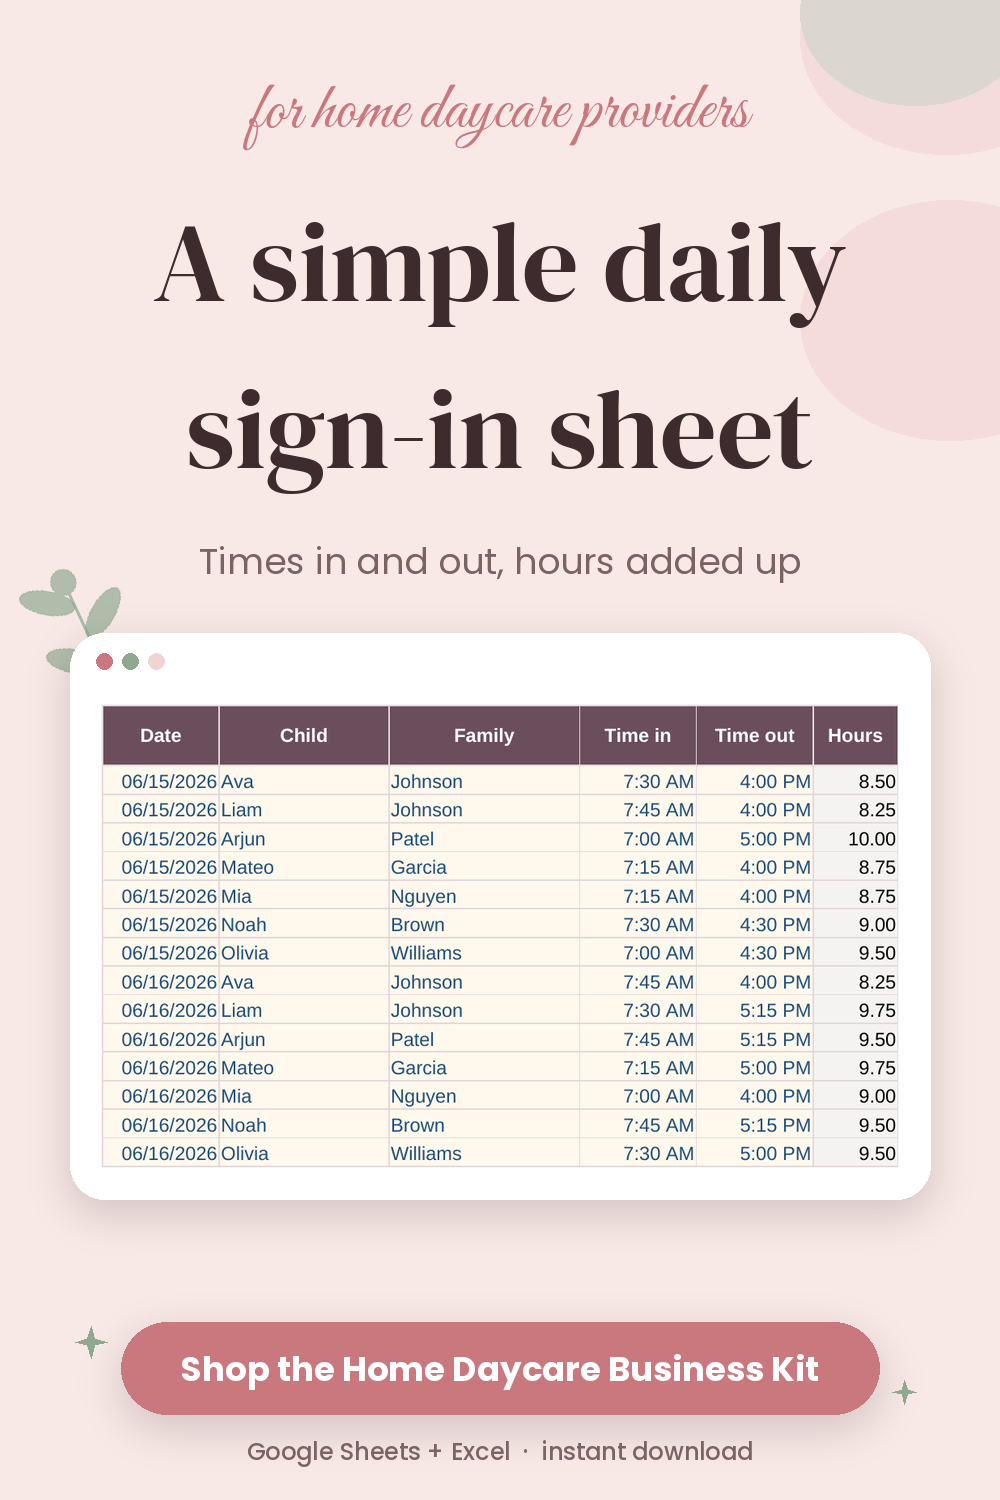 for home daycare providers
A simple daily
sign-in sheet
Times in and out, hours added up
Date Child Family Time in Time out Hours
06/15/2026 Ava Johnson 7:30 AM 4:00 PM 8.50
06/15/2026 Liam Johnson 7:45 AM 4:00 PM 8.25
06/15/2026 Arjun Patel 7:00 AM 5:00 PM 10.00
06/15/2026 Mateo Garcia 7:15 AM 4:00 PM 8.75
06/15/2026 Mia Nguyen 7:15 AM 4:00 PM 8.75
06/15/2026 Noah Brown 7:30 AM 4:30 PM 9.00
06/15/2026 Olivia Williams 7:00 AM 4:30 PM 9.50
06/16/2026 Ava Johnson 7:45 AM 4:00 PM 8.25
06/16/2026 Liam Johnson 7:30 AM 5:15 PM 9.75
06/16/2026 Arjun Patel 7:45 AM 5:15 PM 9.50
06/16/2026 Mateo Garcia 7:15 AM 5:00 PM 9.75
06/16/2026 Mia Nguyen 7:00 AM 4:00 PM 9.00
06/16/2026 Noah Brown 7:45 AM 5:15 PM 9.50
06/16/2026 Olivia Williams 7:30 AM 5:00 PM 9.50
Shop the Home Daycare Business Kit
Google Sheets + Excel · instant download